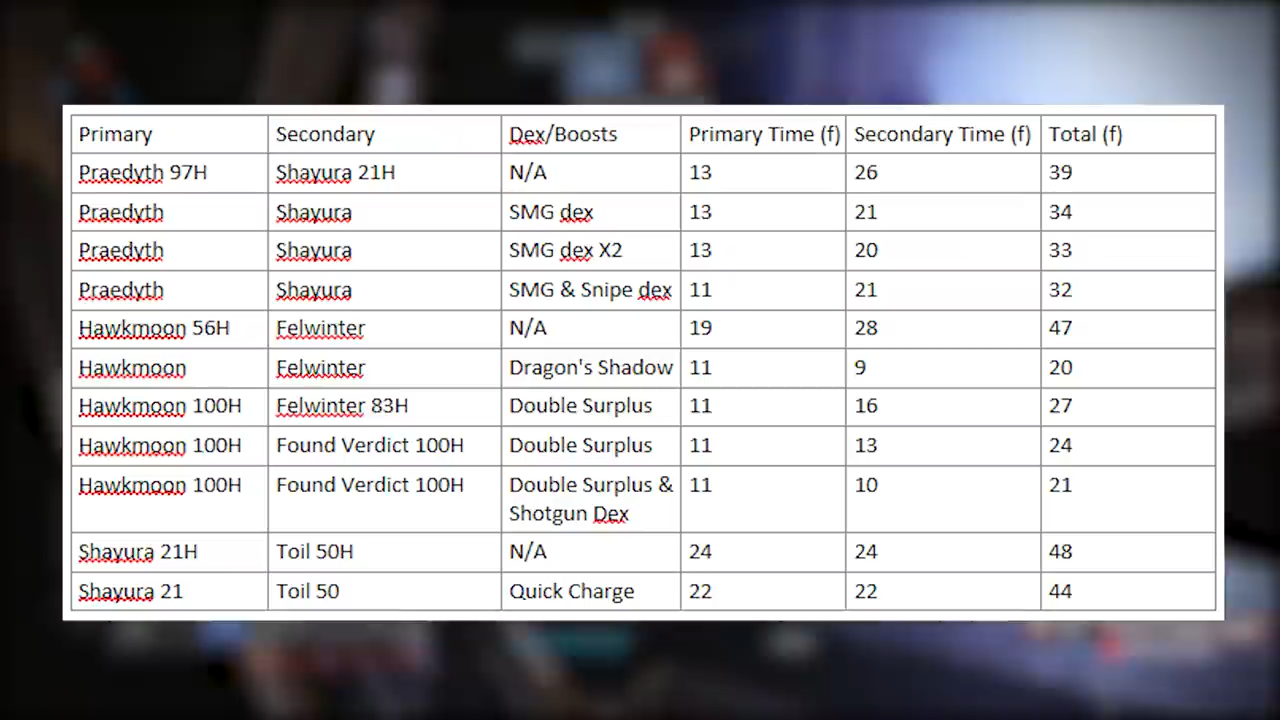 Primary Secondary Dex/Boosts Primary Time (f) Secondary Time (f) Total (f)
Praedyth 97H Shayura 21H N/A 13 26 39
Praedyth Shayura SMG dex 13 21 34
Praedyth Shayura SMG dex X2 13 20 33
Praedyth Shayura SMG & Snipe dex 11 21 32
Hawkmoon 56H Felwinter N/A 19 28 47
Hawkmoon Felwinter Dragon's Shadow 11 9 20
Hawkmoon 100H Felwinter 83H Double Surplus 11 16 27
Hawkmoon 100H Found Verdict 100H Double Surplus 11 13 24
Hawkmoon 100H Found Verdict 100H Double Surplus & 11 10 21
Shotgun Dex
Shayura 21H Toil 50H N/A 24 24 48
Shayura 21 Toil 50 Quick Charge 22 22 44